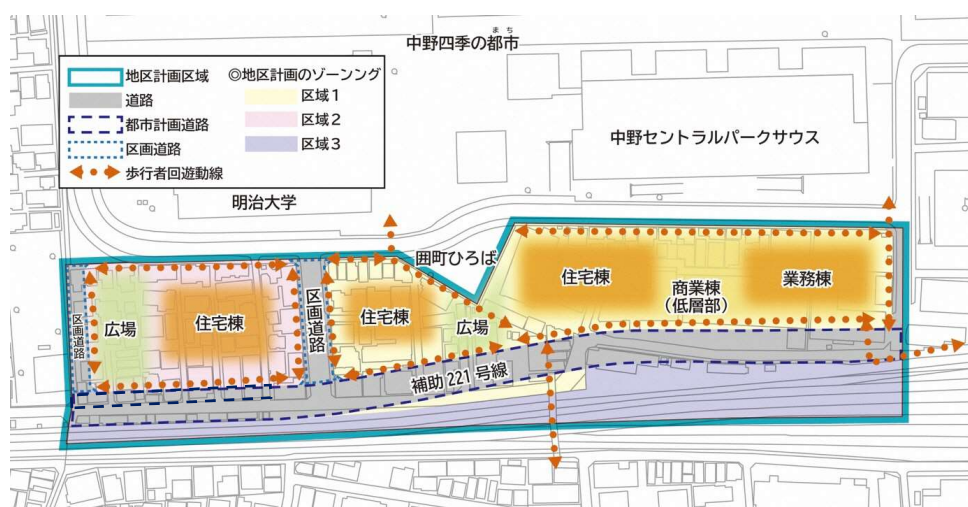 まち
中野四季の都市
地区計画区域
道路
都市計画道路
区画道路
歩行者回遊動線
◎地区計画のゾーンング
区域1
区域2
区域3
中野セントラルパークサウス
明治大学
囲町ひろば
区画道路
広場
住宅棟
区画道路
住宅棟
広場
住宅棟
商業棟
(低層部)
業務棟
補助221号線